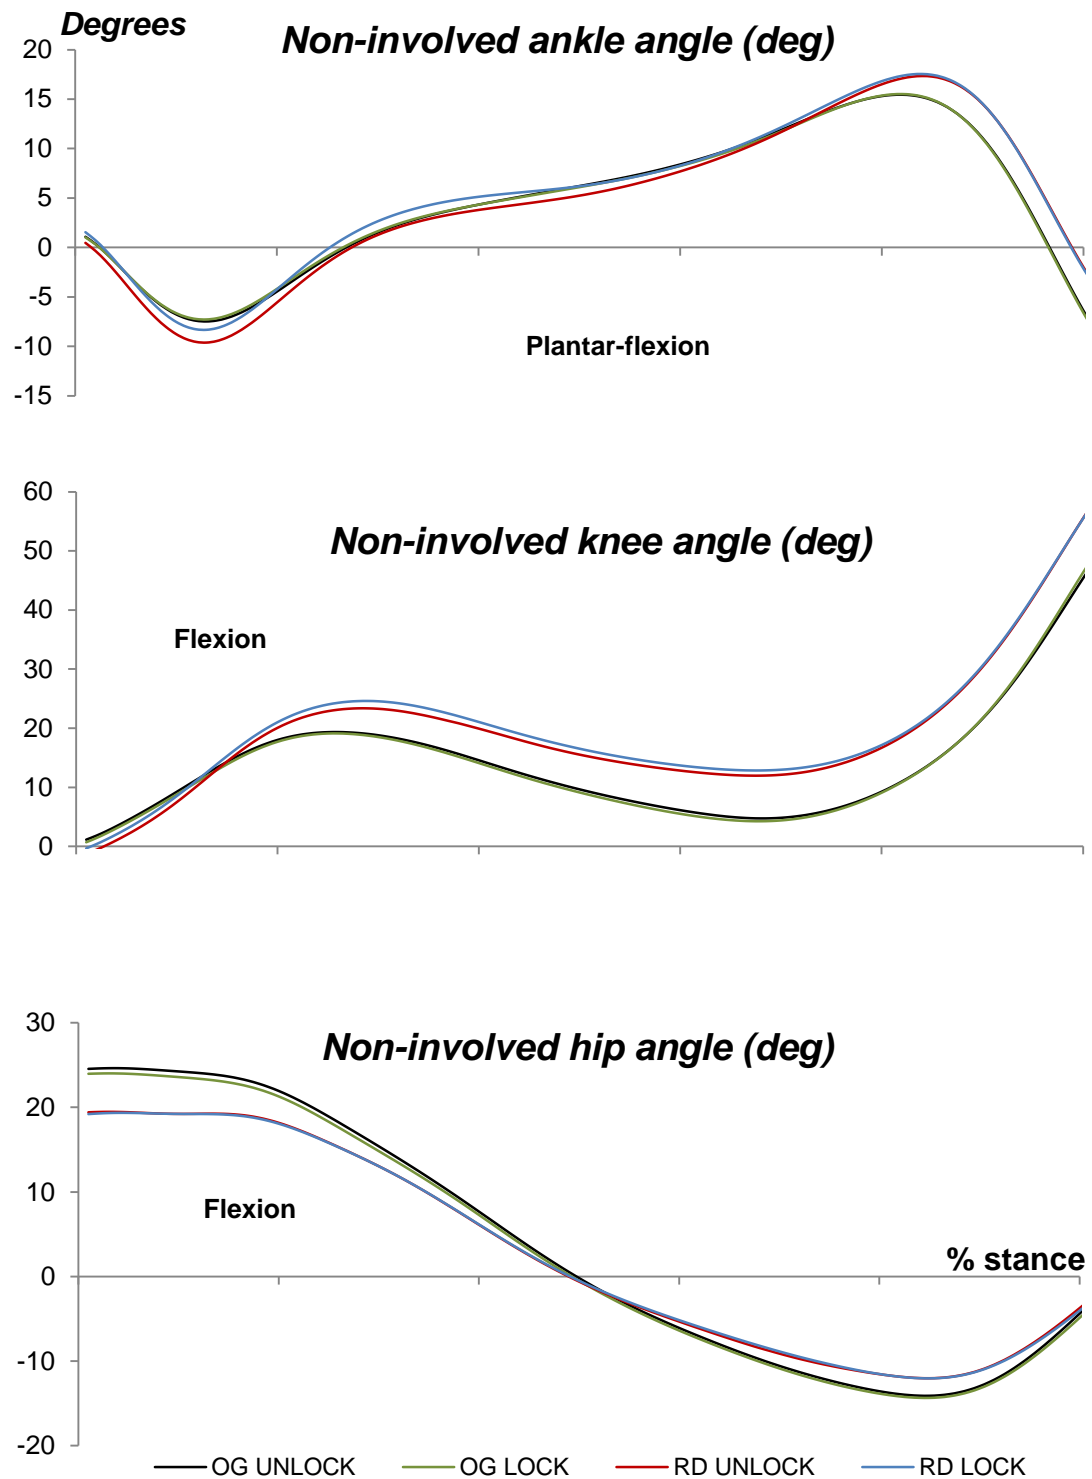 Degrees
Non-involved ankle angle (deg)
20
15
10
5
0
-5
-10
-15
Plantar-flexion
60
50
40
30
20
10
0
Non-involved knee angle (deg)
Flexion
30
20
10
0
-10
-20
Non-involved hip angle (deg)
Flexion
% stance
OG UNLOCK
OG LOCK
RD UNLOCK
RD LOCK